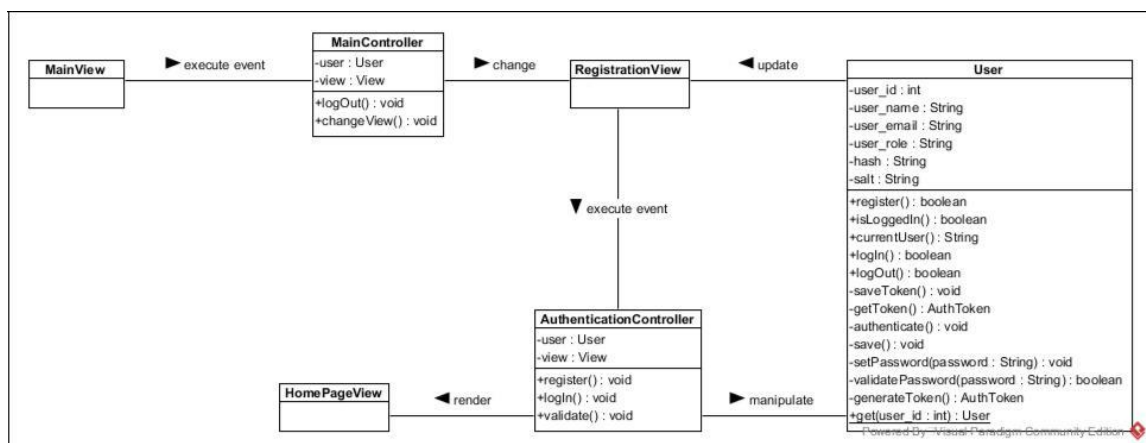 MainView
execute event
MainController
-user : User
-view : View
+logOut() : void
+changeView() : void
change
RegistrationView
update
User
-user_id : int
-user_name : String
-user_email : String
-user_role : String
-hash : String
-salt : String
+register() : boolean
+isLoggedIn() : boolean
+currentUser() : String
+logIn() : boolean
+logOut() : boolean
-saveToken() : void
-getToken() : AuthToken
-authenticate() : void
-save() : void
-setPassword(password : String) : void
-validatePassword(password : String) : boolean
-generateToken() : AuthToken
+get(user_id : int) : User
execute event
AuthenticationController
-user : User
-view : View
+register() : void
+logIn() : void
+validate() : void
HomePageView
render
manipulate
Powered By Visual Paradigm Community Edition